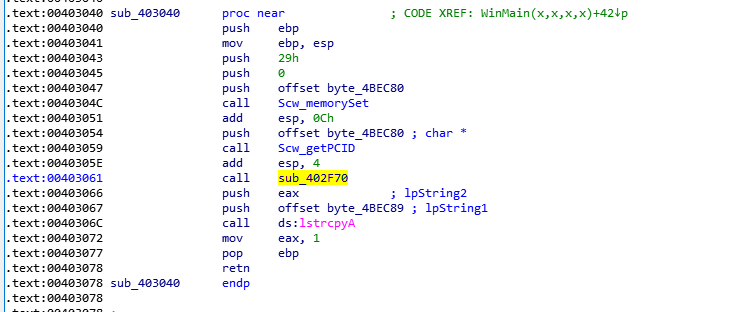 .text:00403040 sub_403040 proc near ; CODE XREF: WinMain(x,x,x,x)+42↓p
.text:00403040 push ebp
.text:00403041 mov ebp, esp
.text:00403043 push 29h
.text:00403045 push 0
.text:00403047 push offset byte_4BEC80
.text:0040304C call Scw_memorySet
.text:00403051 add esp, 0Ch
.text:00403054 push offset byte_4BEC80 ; char *
.text:00403059 call Scw_getPCID
.text:0040305E add esp, 4
.text:00403061 call sub_402F70
.text:00403066 push eax ; lpString2
.text:00403067 push offset byte_4BEC89 ; lpString1
.text:0040306C call ds:lstrcpyA
.text:00403072 mov eax, 1
.text:00403077 pop ebp
.text:00403078 retn
.text:00403078 sub_403040 endp
.text:00403078